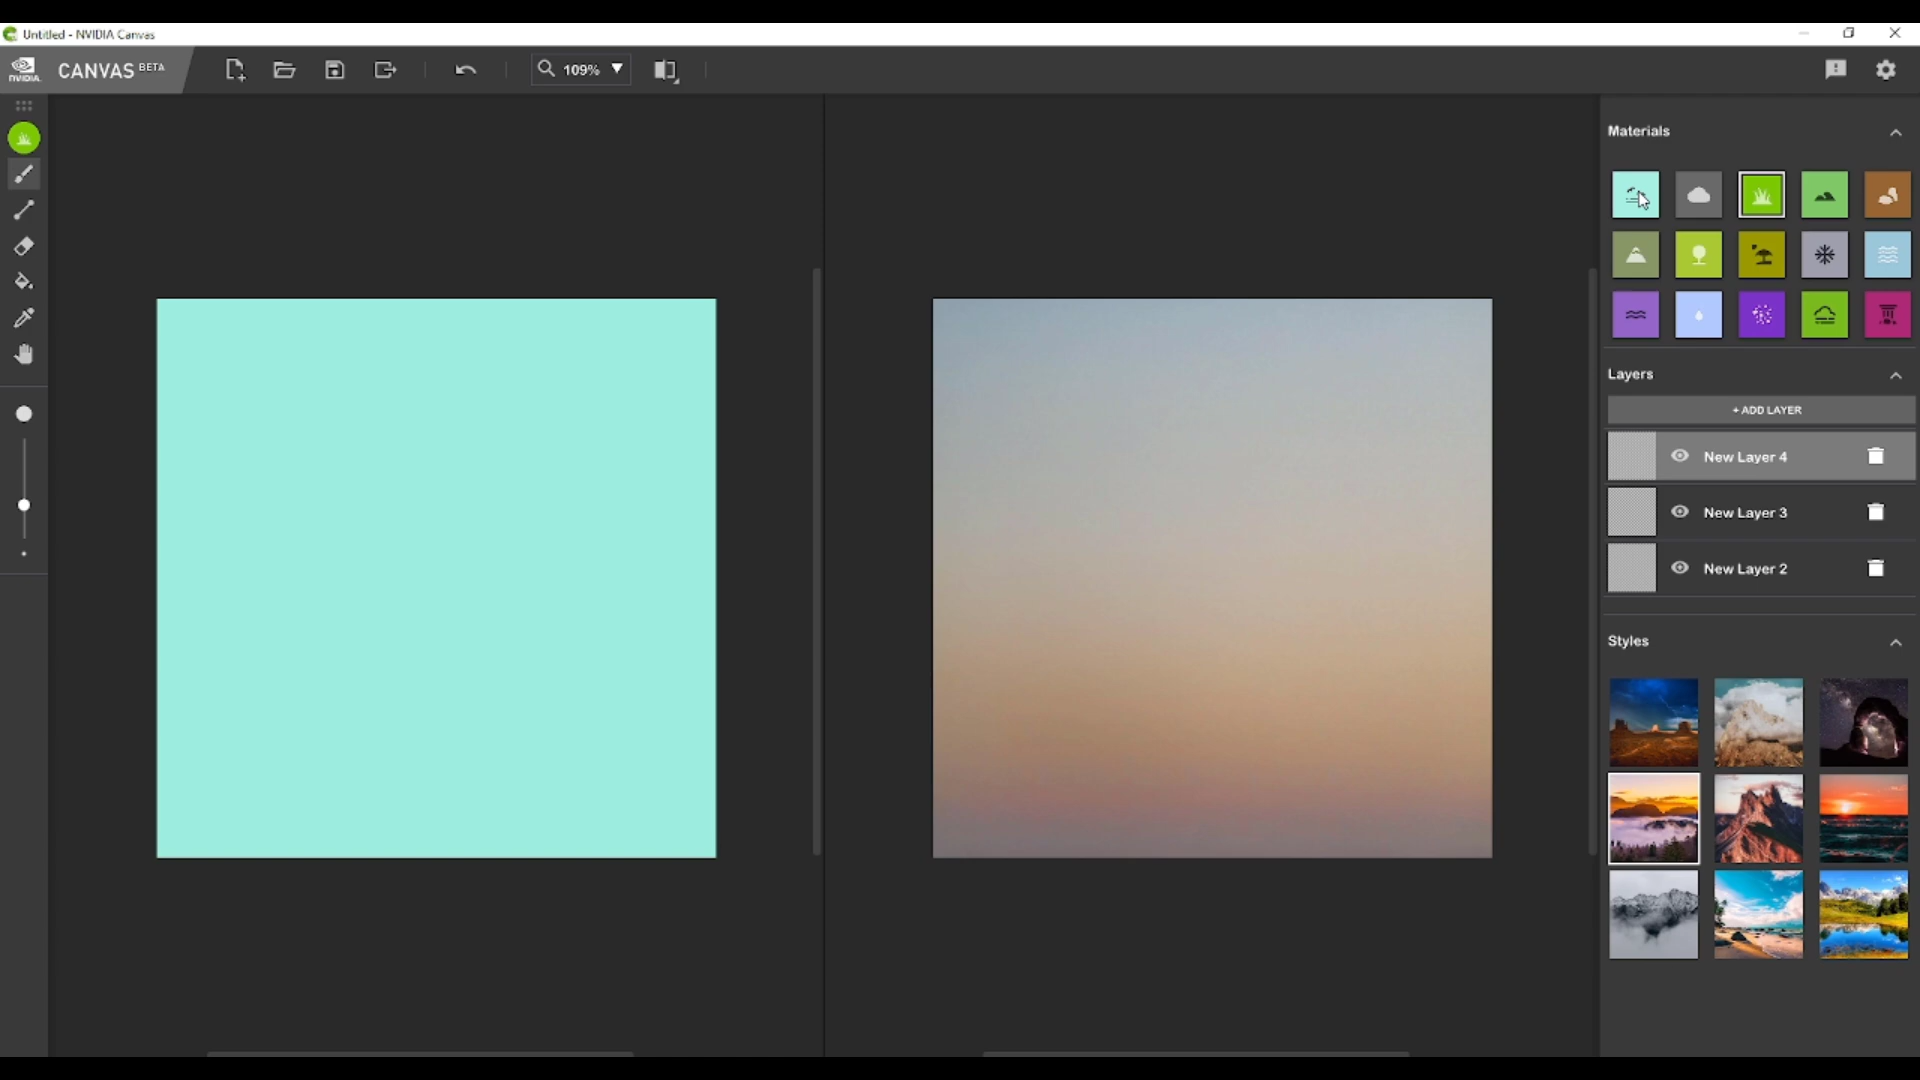 Untitled - NVIDIA Canvas
NVIDIA. CANVAS BETA
109%
Materials
Layers
+ ADD LAYER
New Layer 4
New Layer 3
New Layer 2
Styles